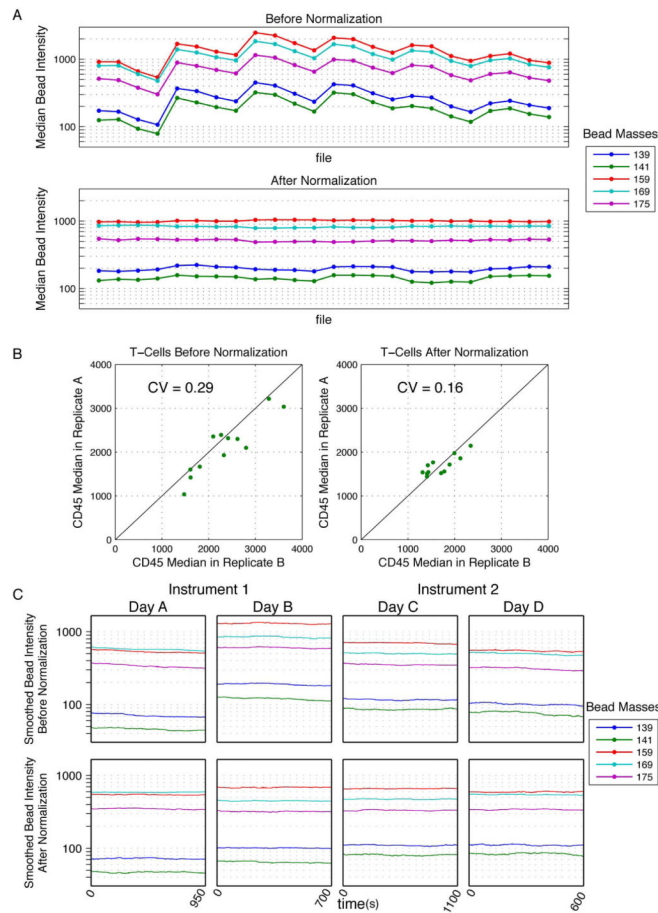 A
Before Normalization
Median Bead Intensity
1000
100
file
After Normalization
Median Bead Intensity
1000
100
file
Bead Masses
139
141
159
169
175
B
T-Cells Before Normalization
CV = 0.29
CD45 Median in Replicate A
4000
3000
2000
1000
0
0 1000 2000 3000 4000
CD45 Median in Replicate B
T-Cells After Normalization
CV = 0.16
CD45 Median in Replicate A
4000
3000
2000
1000
0
0 1000 2000 3000 4000
CD45 Median in Replicate B
C
Instrument 1 Instrument 2
Day A Day B Day C Day D
Smoothed Bead Intensity
Before Normalization
1000
100
Smoothed Bead Intensity
After Normalization
1000
100
0 950 0 700 0 1100 0 600
time(s)
Bead Masses
139
141
159
169
175